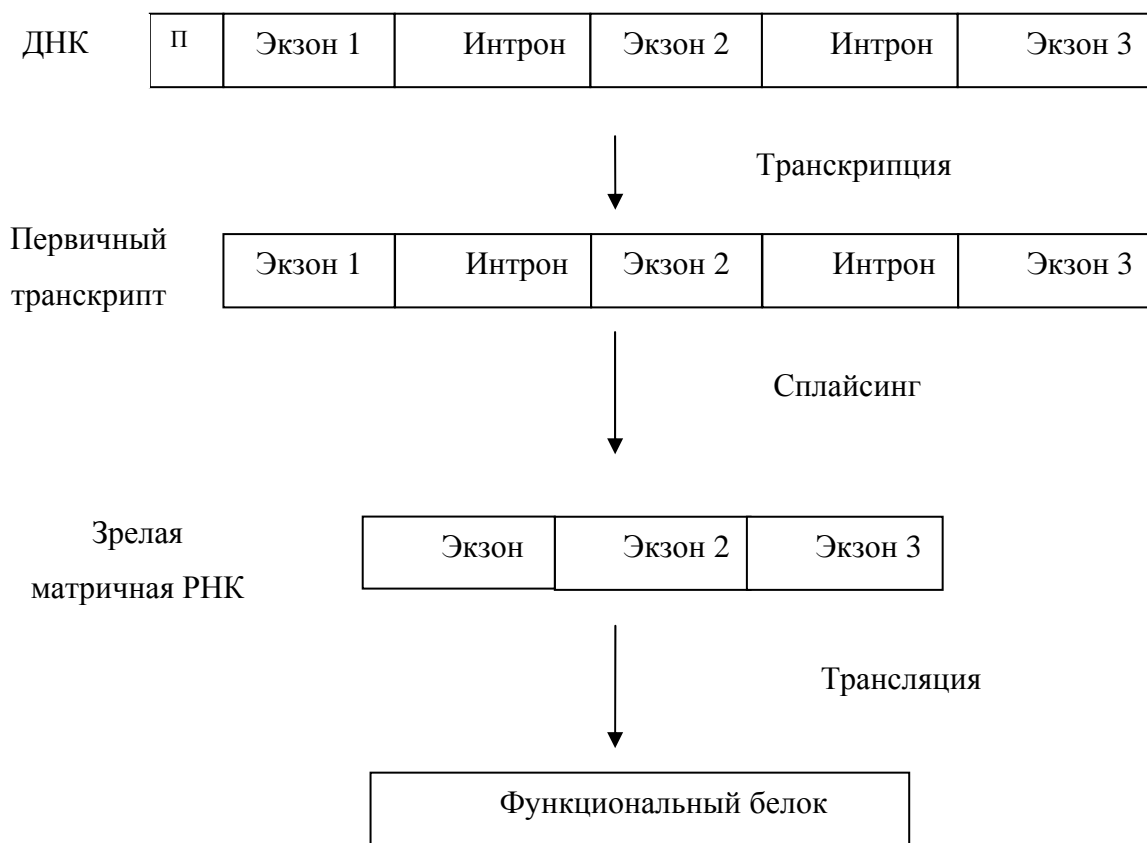 ДНК П Экзон 1 Интрон Экзон 2 Интрон Экзон 3
Транскрипция
Первичный
транскрипт
Экзон 1 Интрон Экзон 2 Интрон Экзон 3
Сплайсинг
Зрелая
матричная РНК
Экзон Экзон 2 Экзон 3
Трансляция
Функциональный белок